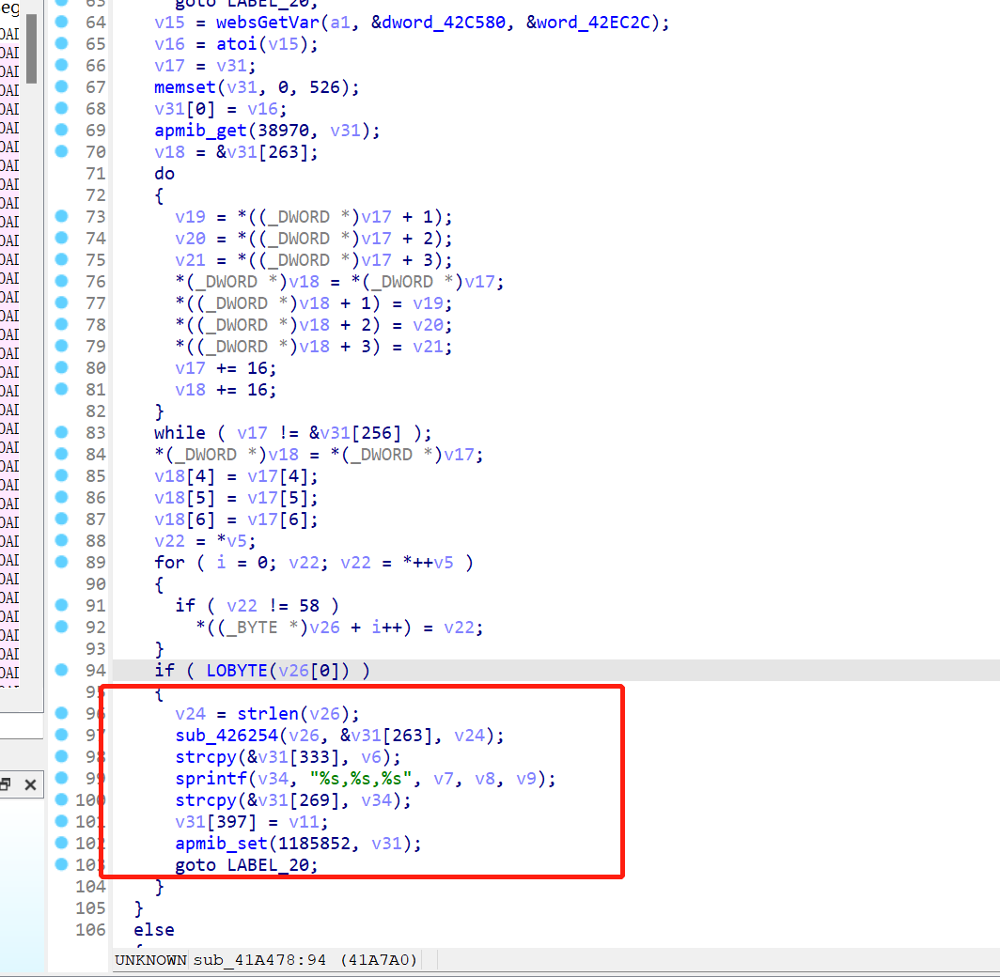 63 goto LABEL_20;
64 v15 = websGetVar(a1, &dword_42C580, &word_42EC2C);
65 v16 = atoi(v15);
66 v17 = v31;
67 memset(v31, 0, 526);
68 v31[0] = v16;
69 apmib_get(38970, v31);
70 v18 = &v31[263];
71 do
72 {
73 v19 = *((_DWORD *)v17 + 1);
74 v20 = *((_DWORD *)v17 + 2);
75 v21 = *((_DWORD *)v17 + 3);
76 *(_DWORD *)v18 = *(_DWORD *)v17;
77 *((_DWORD *)v18 + 1) = v19;
78 *((_DWORD *)v18 + 2) = v20;
79 *((_DWORD *)v18 + 3) = v21;
80 v17 += 16;
81 v18 += 16;
82 }
83 while ( v17 != &v31[256] );
84 *(_DWORD *)v18 = *(_DWORD *)v17;
85 v18[4] = v17[4];
86 v18[5] = v17[5];
87 v18[6] = v17[6];
88 v22 = *v5;
89 for ( i = 0; v22; v22 = *++v5 )
90 {
91 if ( v22 != 58 )
92 *((_BYTE *)v26 + i++) = v22;
93 }
94 if ( LOBYTE(v26[0]) )
95 {
96 v24 = strlen(v26);
97 sub_426254(v26, &v31[263], v24);
98 strcpy(&v31[333], v6);
99 sprintf(v34, "%s,%s,%s", v7, v8, v9);
100 strcpy(&v31[269], v34);
101 v31[397] = v11;
102 apmib_set(1185852, v31);
103 goto LABEL_20;
104 }
105 }
106 else
UNKNOWN sub_41A478:94 (41A7A0)